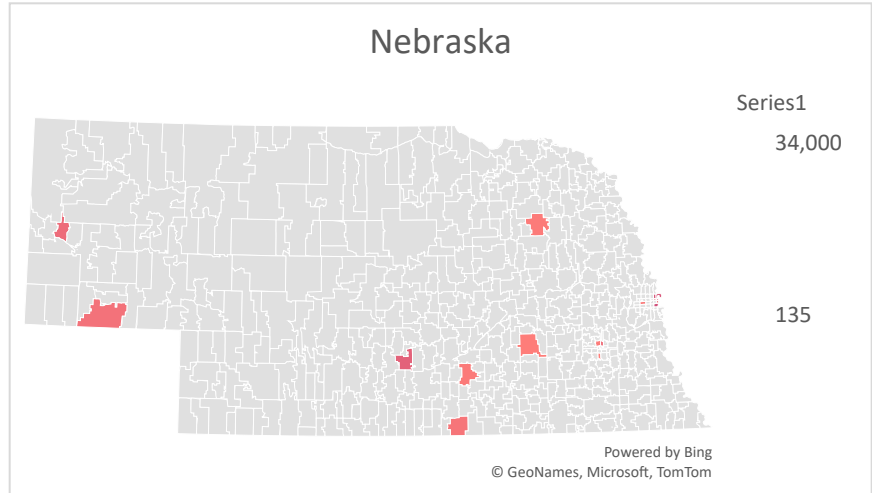 Nebraska
Series1
34,000
135
Powered by Bing
© GeoNames, Microsoft, TomTom